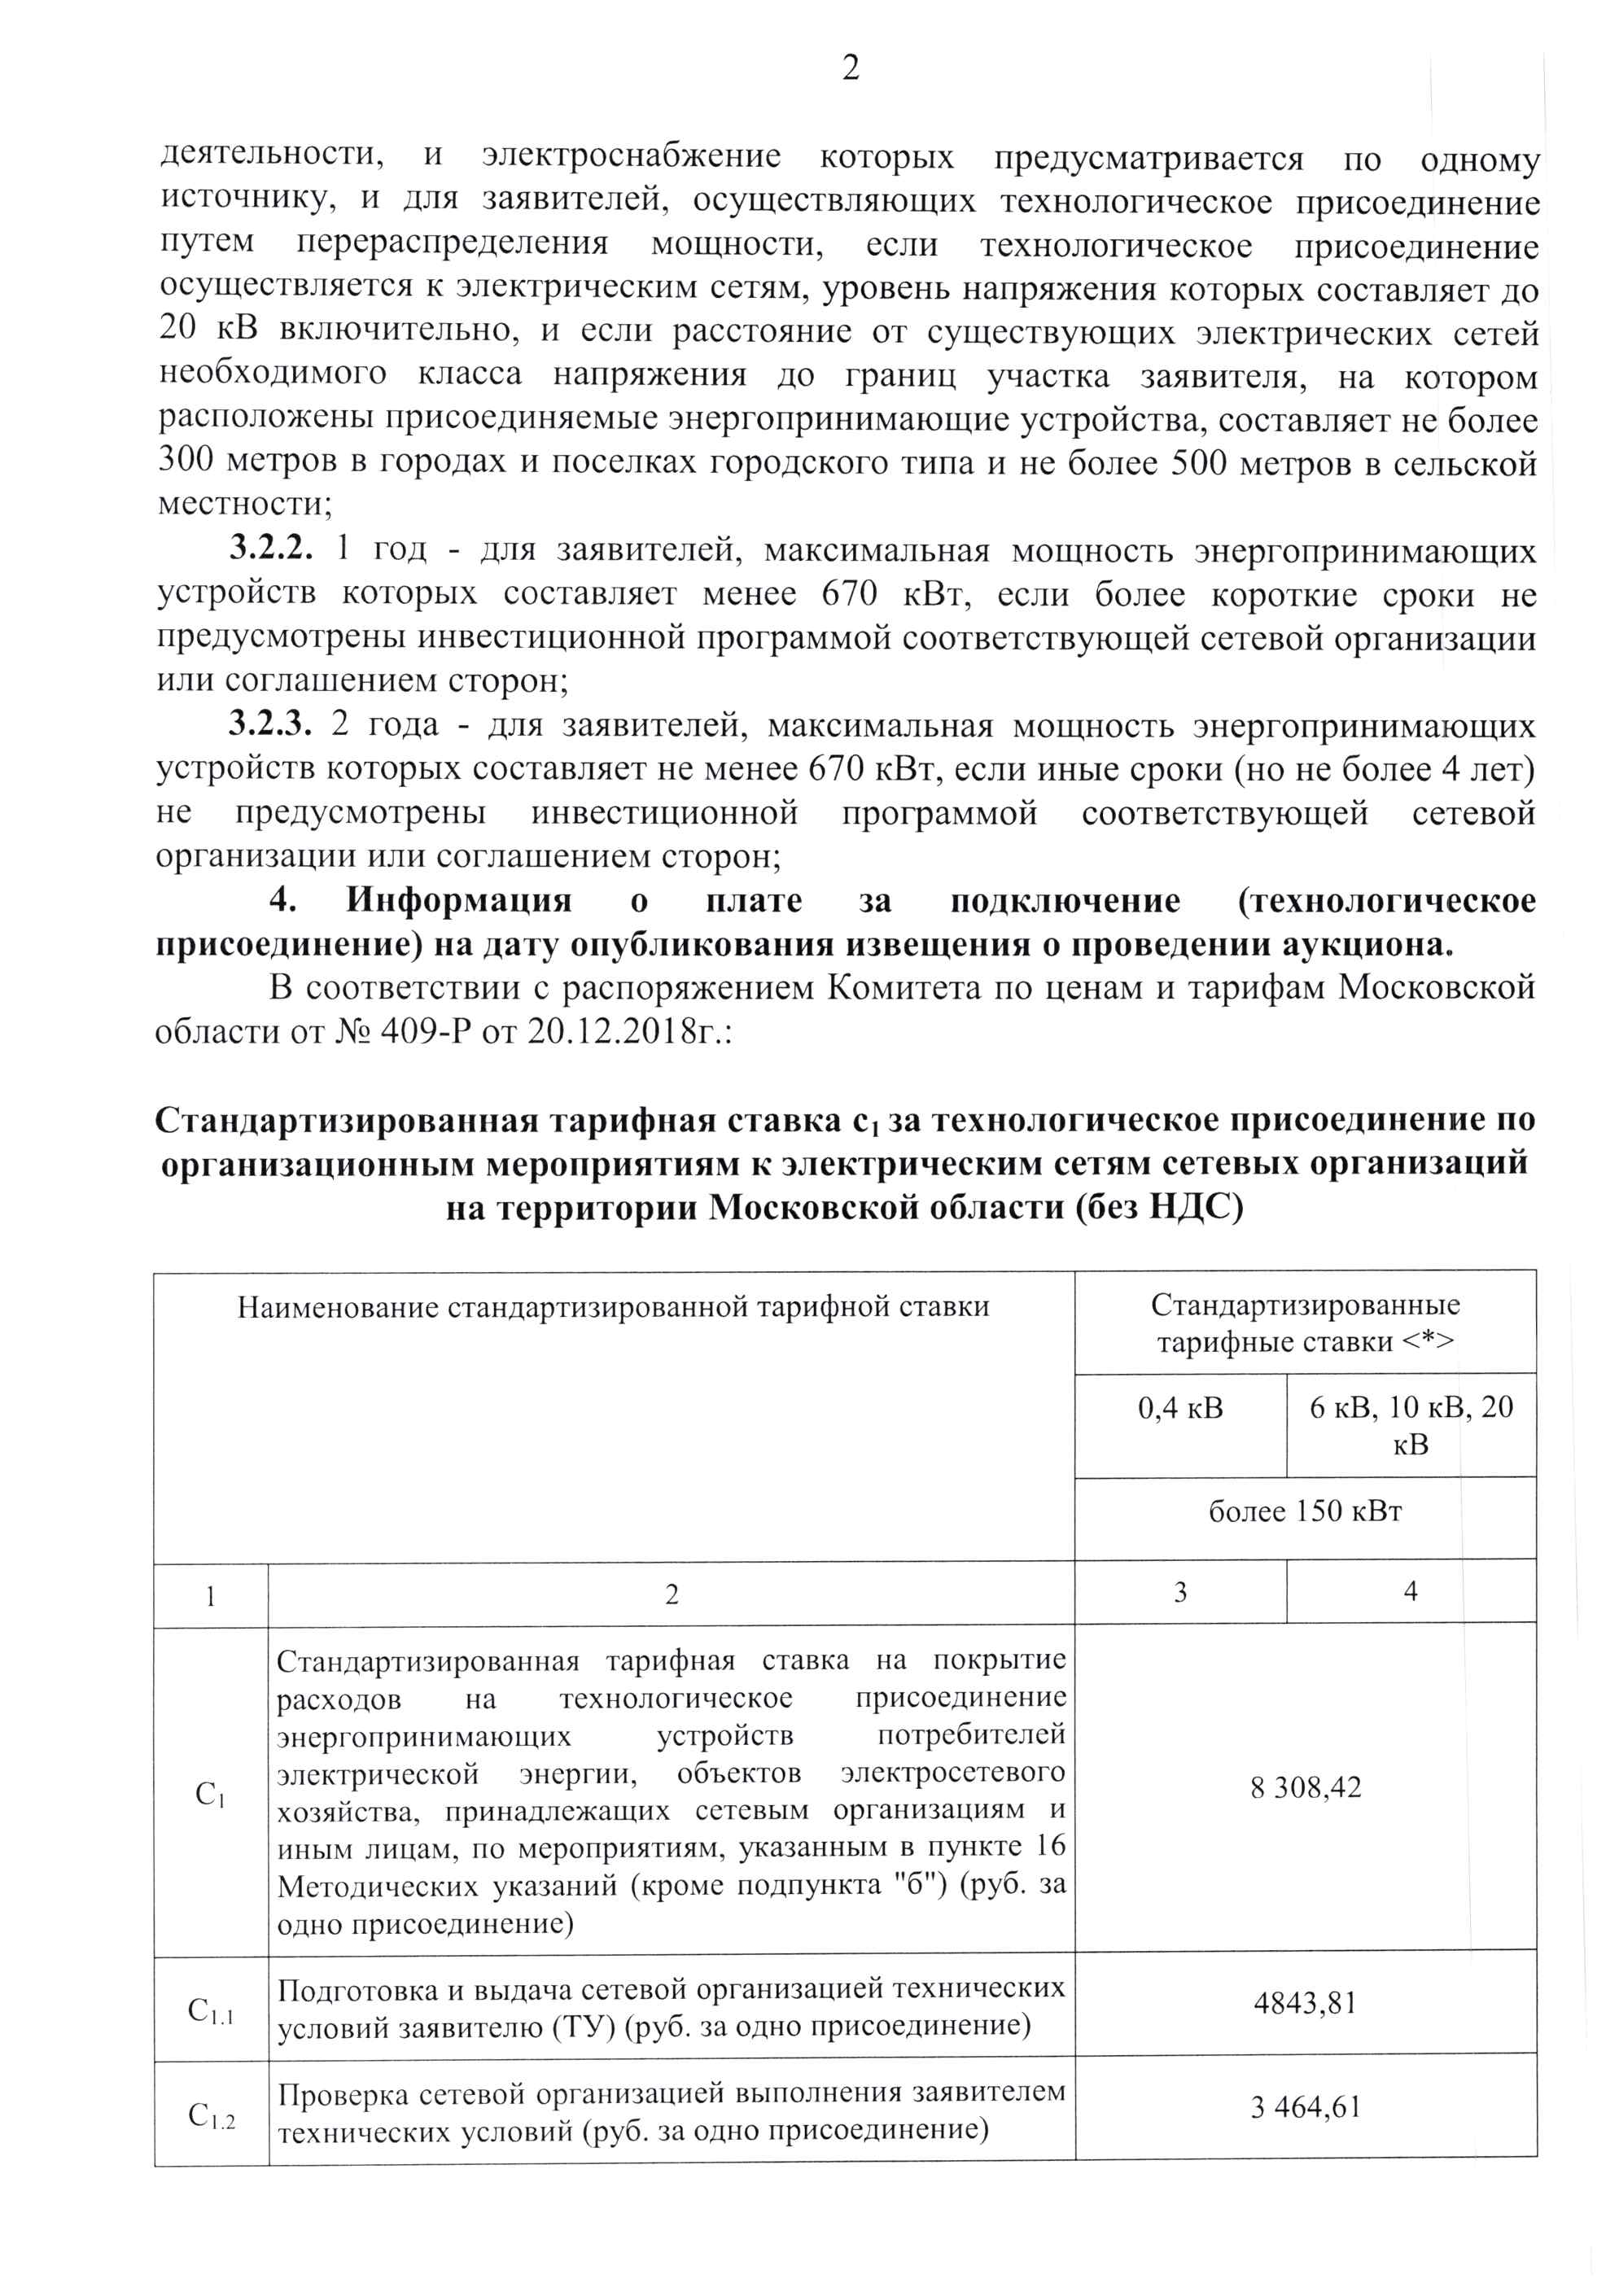 2
деятельности, и электроснабжение которых предусматривается по одному
источнику, и для заявителей, осуществляющих технологическое присоединение
путем перераспределения мощности, если технологическое присоединение
осуществляется к электрическим сетям, уровень напряжения которых составляет до
20 кВ включительно, и если расстояние от существующих электрических сетей
необходимого класса напряжения до границ участка заявителя, на котором
расположены присоединяемые энергопринимающие устройства, составляет не более
300 метров в городах и поселках городского типа и не более 500 метров в сельской
местности;
3.2.2. 1 год - для заявителей, максимальная мощность энергопринимающих
устройств которых составляет менее 670 кВт, если более короткие сроки не
предусмотрены инвестиционной программой соответствующей сетевой организации
или соглашением сторон;
3.2.3. 2 года - для заявителей, максимальная мощность энергопринимающих
устройств которых составляет не менее 670 кВт, если иные сроки (но не более 4 лет)
не предусмотрены инвестиционной программой соответствующей сетевой
организации или соглашением сторон;
4. Информация о плате за подключение (технологическое
присоединение) на дату опубликования извещения о проведении аукциона.
В соответствии с распоряжением Комитета по ценам и тарифам Московской
области от № 409-Р от 20.12.2018г.:
Стандартизированная тарифная ставка с₁ за технологическое присоединение по
организационным мероприятиям к электрическим сетям сетевых организаций
на территории Московской области (без НДС)
Наименование стандартизированной тарифной ставки
Стандартизированные
тарифные ставки <*>
0,4 кВ
6 кВ, 10 кВ, 20
кВ
более 150 кВт
1 2 3 4
С₁
Стандартизированная тарифная ставка на покрытие
расходов на технологическое присоединение
энергопринимающих устройств потребителей
электрической энергии, объектов электросетевого
хозяйства, принадлежащих сетевым организациям и
иным лицам, по мероприятиям, указанным в пункте 16
Методических указаний (кроме подпункта "б") (руб. за
одно присоединение)
8 308,42
С₁.₁
Подготовка и выдача сетевой организацией технических
условий заявителю (ТУ) (руб. за одно присоединение)
4843,81
С₁.₂
Проверка сетевой организацией выполнения заявителем
технических условий (руб. за одно присоединение)
3 464,61